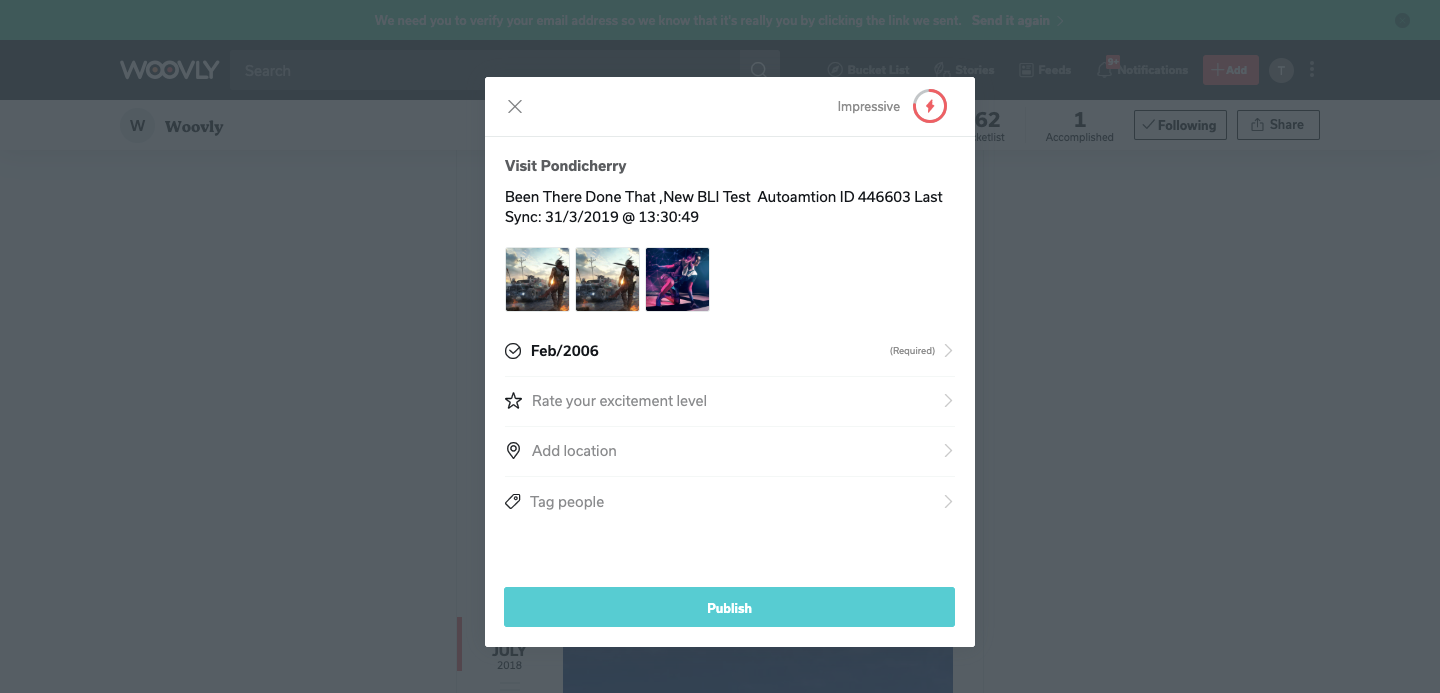 We need you to verify your email address so we know that it's really you by clicking the link we sent. Send it again
WOOVLY
Search
Bucket List
Stories
Feeds
9+
Notifications
+ Add
T
Impressive
W
Woovly
62
ketlist
1
Accomplished
Following
Share
Visit Pondicherry
Been There Done That ,New BLI Test  Autoamtion ID 446603 Last
Sync: 31/3/2019 @ 13:30:49
Feb/2006
(Required)
Rate your excitement level
Add location
Tag people
Publish
JULY
2018